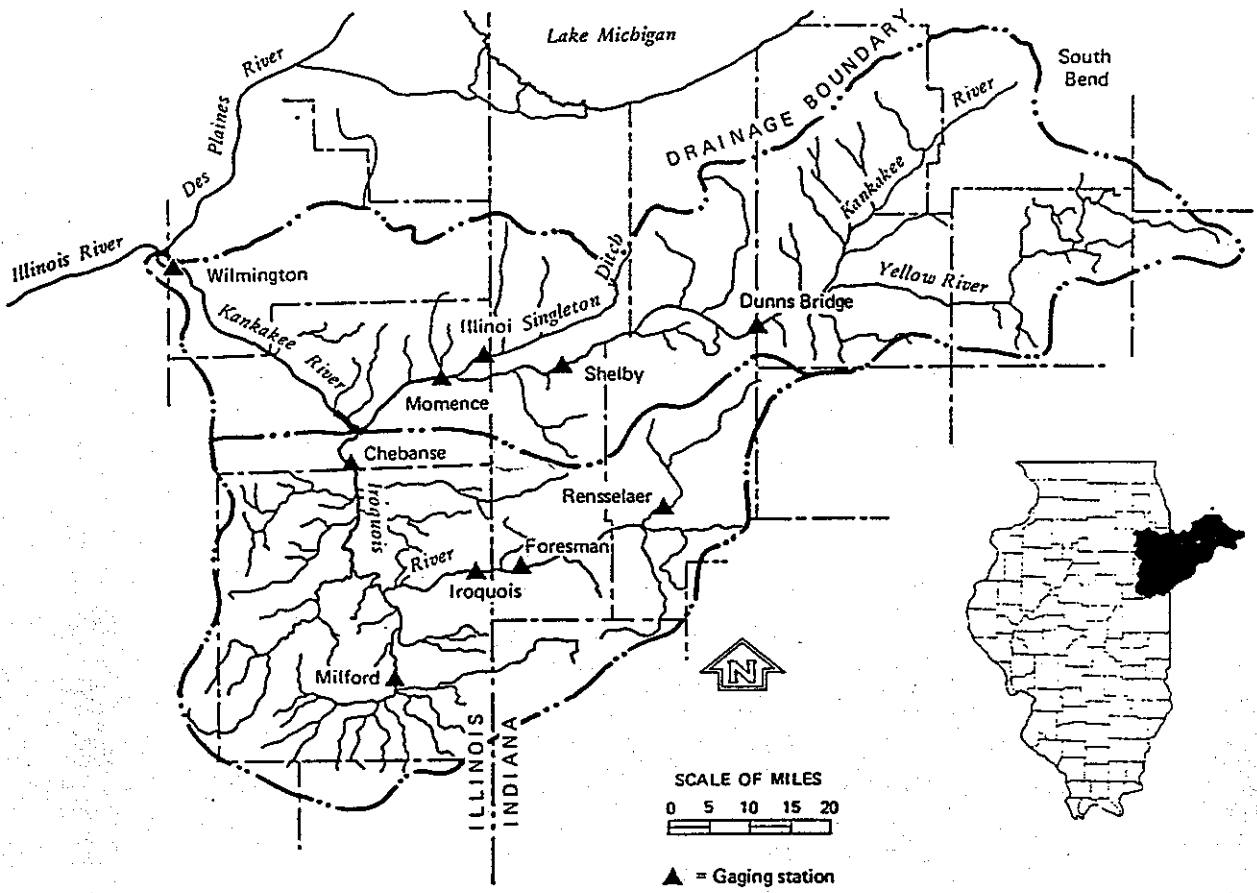 Lake Michigan
South
Bend
River
Des Plaines
DRAINAGE BOUNDARY
River
Kankakee
Illinois River
Wilmington
Kankakee River
Illinoi
Singleton
Ditch
Yellow River
Dunns Bridge
Shelby
Momence
Chebanse
Iroquois
River
Rensselaer
Foresman
Iroquois
Milford
ILLINOIS
INDIANA
N
SCALE OF MILES
0 5 10 15 20
▲ = Gaging station